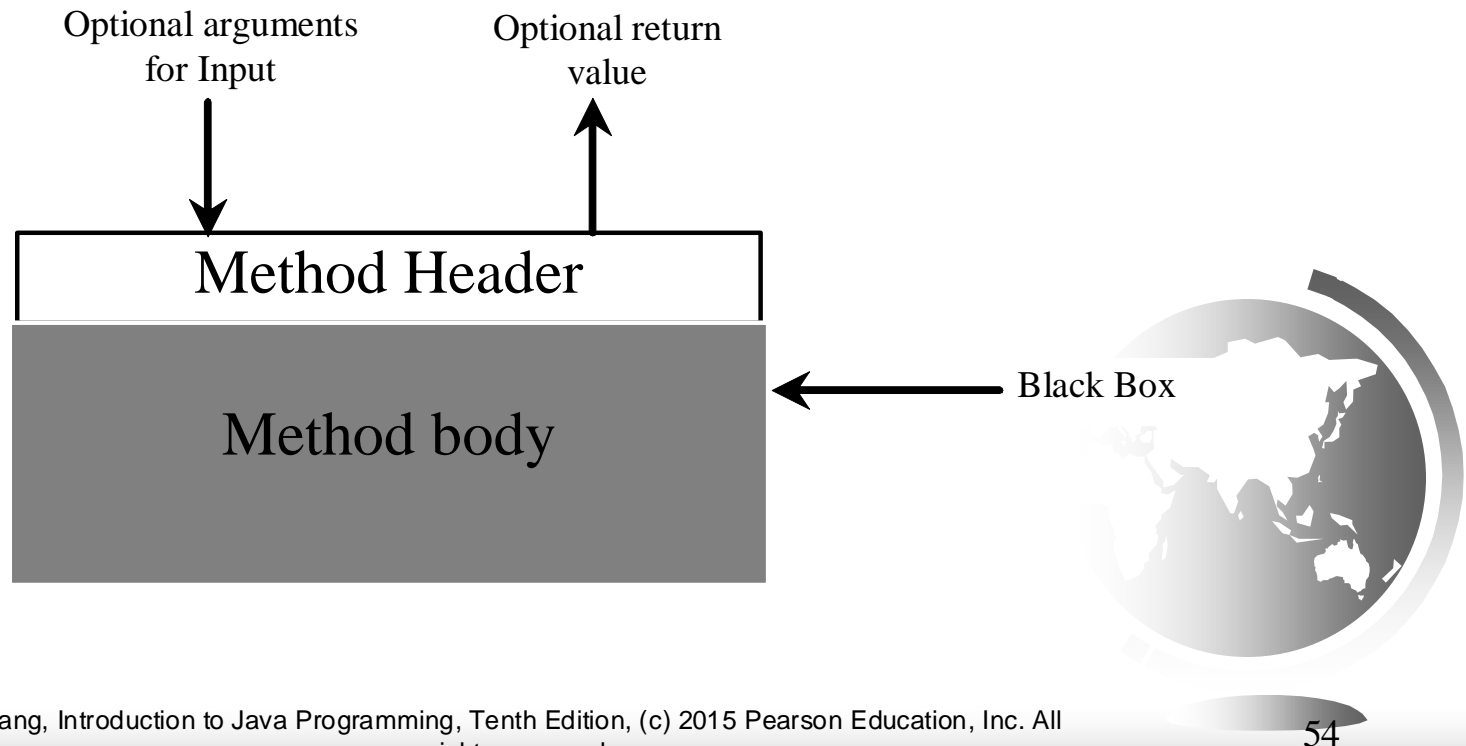 Optional arguments
for Input
Optional return
value
Method Header
Method body
Black Box
ang, Introduction to Java Programming, Tenth Edition, (c) 2015 Pearson Education, Inc. All
54